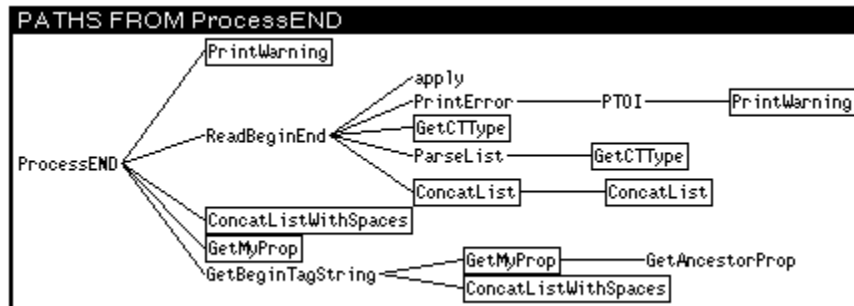 PATHS FROM ProcessEND
PrintWarning
apply
PrintError PTOI PrintWarning
GetCTType
ReadBeginEnd
ParseList GetCTType
ProcessEND
ConcatList ConcatList
ConcatListWithSpaces
GetMyProp
GetMyProp GetAncestorProp
GetBeginTagString
ConcatListWithSpaces